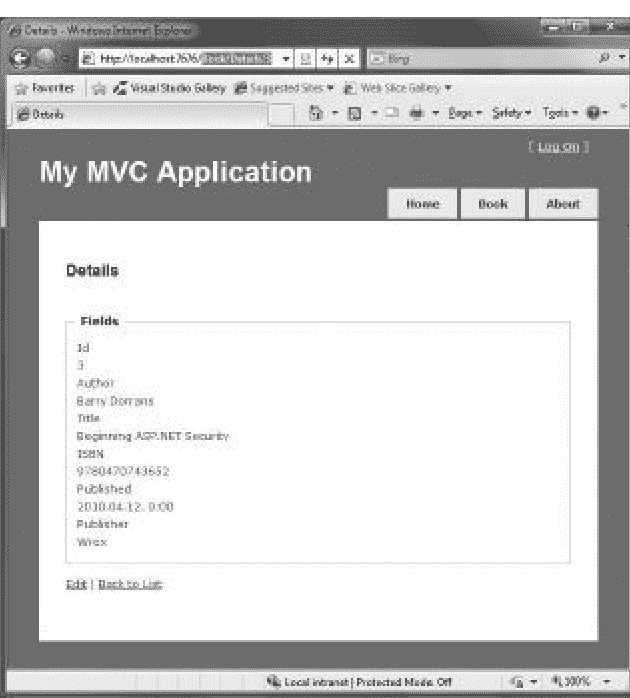 Details - Windows Internet Explorer
http://localhost:7676/Book/Details/3
Bing
Favorites Visual Studio Gallery Suggested Sites Web Slice Gallery
Details
Page Safety Tools
[ Log On ]
My MVC Application
Home Book About
Details
Fields
Id
3
Author
Barry Dorrans
Title
Beginning ASP.NET Security
ISBN
9780470743652
Published
2010.04.12. 0:00
Publisher
Wrox
Edit | Back to List
Local intranet | Protected Mode: Off
100%